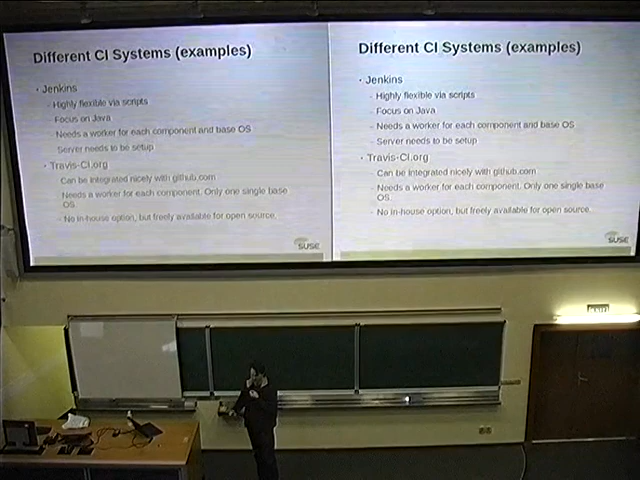 Different CI Systems (examples)
Jenkins
Highly flexible via scripts
Focus on Java
Needs a worker for each component and base OS
Server needs to be setup
Travis-CI.org
Can be integrated nicely with github.com
Needs a worker for each component. Only one single base
OS.
No in-house option, but freely available for open source.
SUSE
Different CI Systems (examples)
Jenkins
Highly flexible via scripts
Focus on Java
Needs a worker for each component and base OS
Server needs to be setup
Travis-CI.org
Can be integrated nicely with github.com
Needs a worker for each component. Only one single base
OS.
No in-house option, but freely available for open source.
SUSE